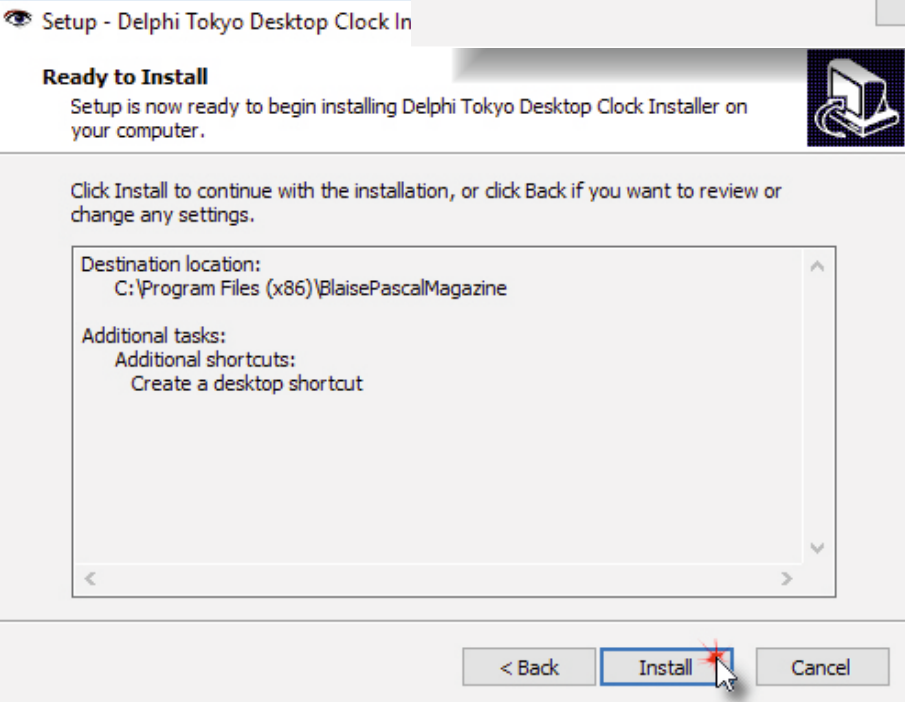 Setup - Delphi Tokyo Desktop Clock In
Ready to Install
Setup is now ready to begin installing Delphi Tokyo Desktop Clock Installer on
your computer.
Click Install to continue with the installation, or click Back if you want to review or
change any settings.
Destination location:
C:\Program Files (x86)\BlaisePascalMagazine
Additional tasks:
Additional shortcuts:
Create a desktop shortcut
< Back
Install
Cancel